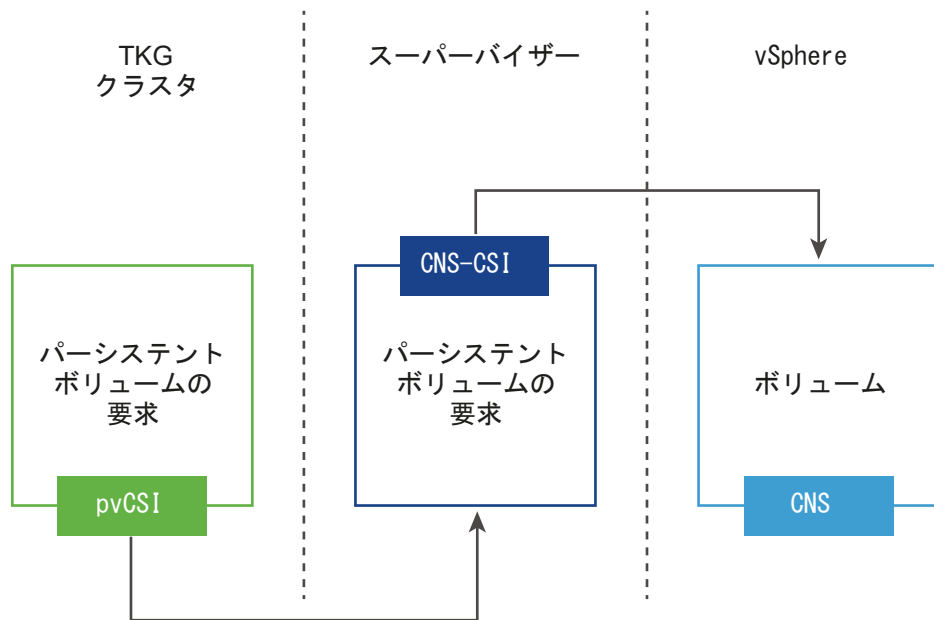 TKG
クラスタ
スーパーバイザー
vSphere
パーシステント
ボリュームの
要求
pvCSI
CNS-CSI
パーシステント
ボリュームの
要求
ボリューム
CNS